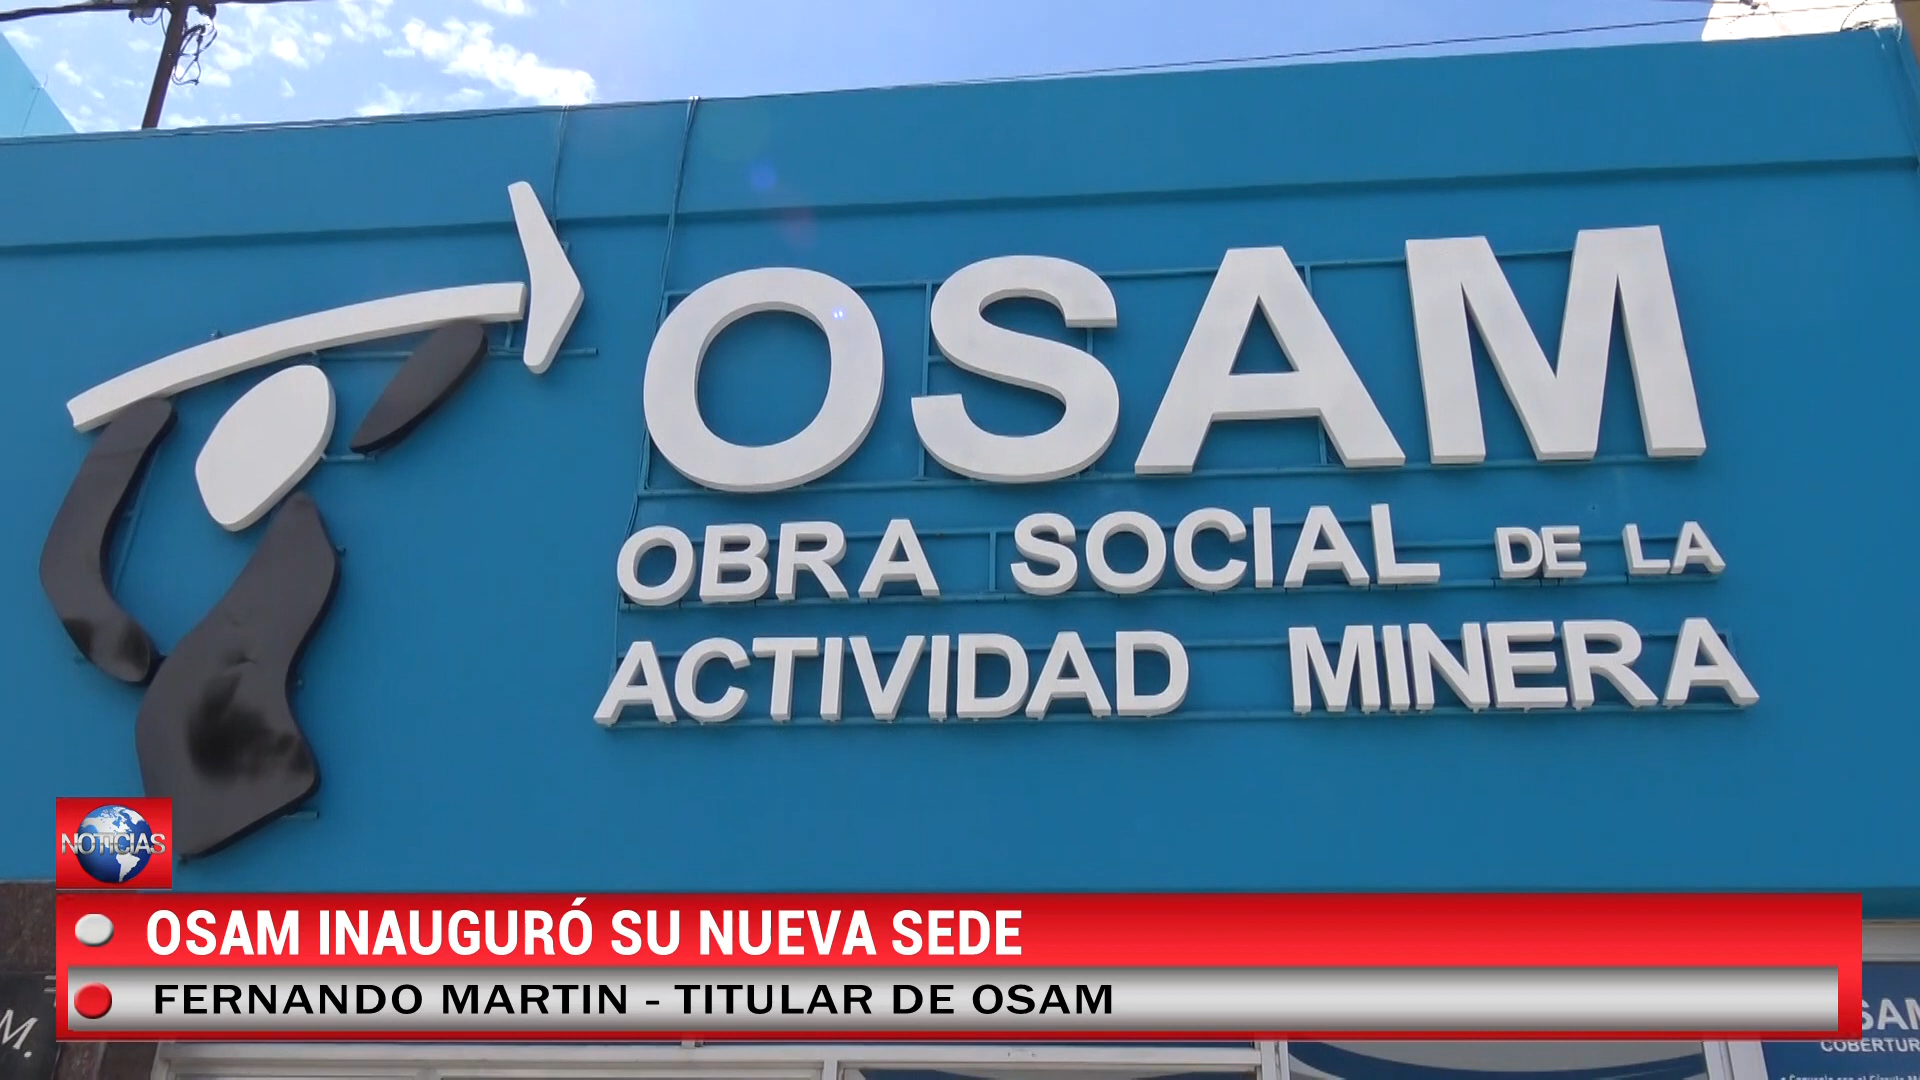 OSAM
OBRA SOCIAL DE LA
ACTIVIDAD MINERA
NOTICIAS
OSAM INAUGURÓ SU NUEVA SEDE
FERNANDO MARTIN - TITULAR DE OSAM
M.
SAM
COBERTUR